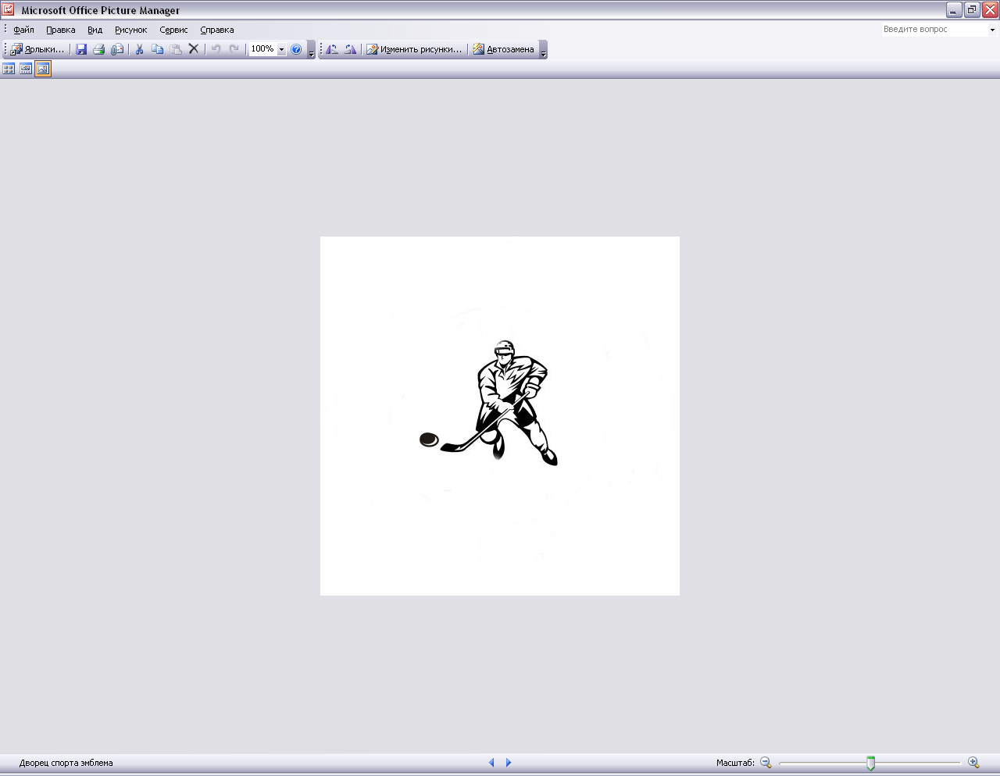 Microsoft Office Picture Manager
Файл Правка Вид Рисунок Сервис Справка Введите вопрос
Ярлыки... 100% Изменить рисунки... Автозамена
Дворец спорта эмблема Масштаб: